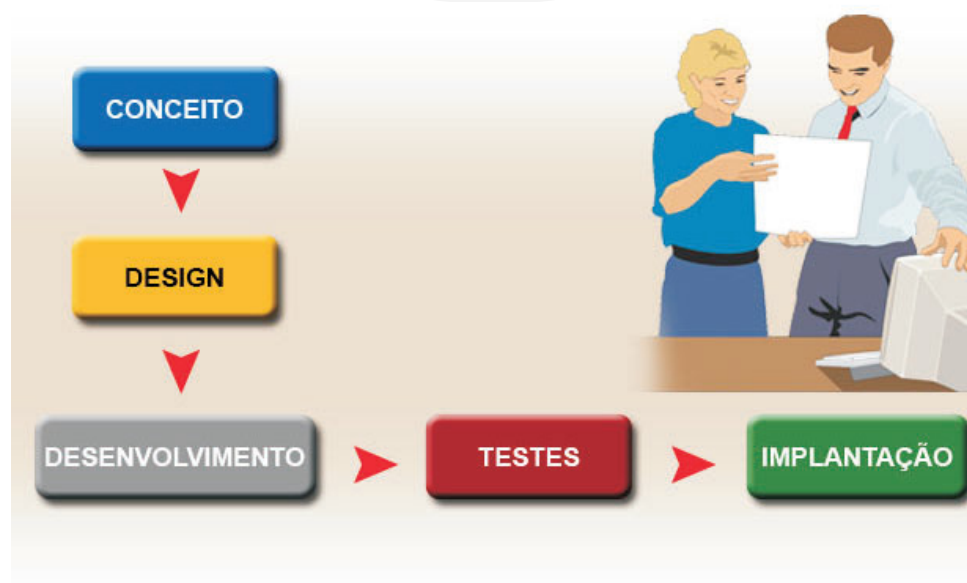 CONCEITO
DESIGN
DESENVOLVIMENTO
TESTES
IMPLANTAÇÃO